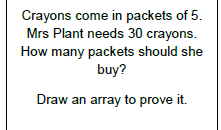 Crayons come in packets of 5.
Mrs Plant needs 30 crayons.
How many packets should she
buy?
Draw an array to prove it.